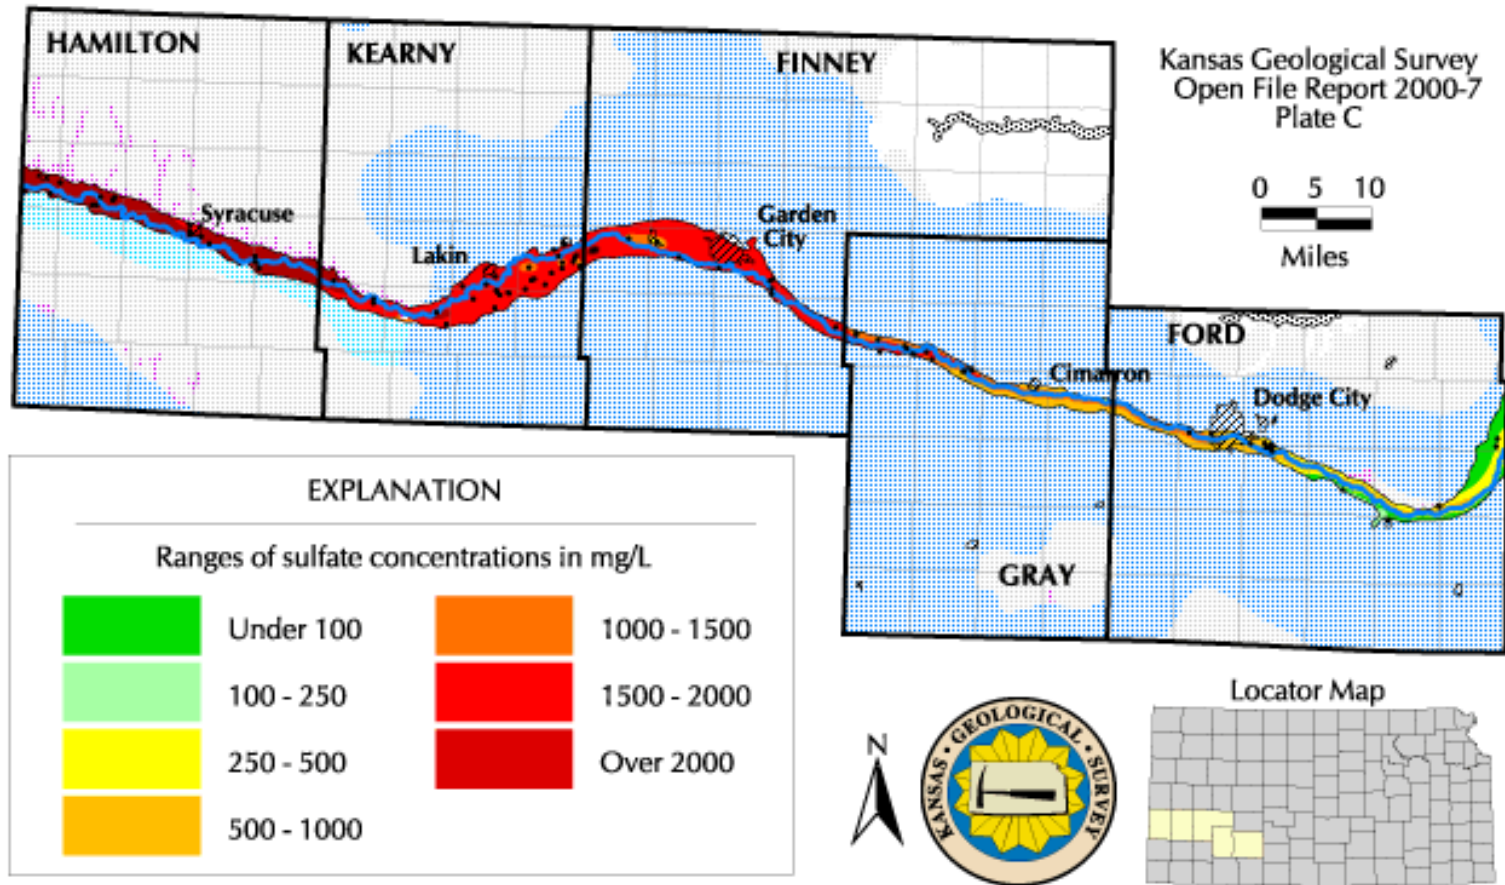 HAMILTON
KEARNY
FINNEY
Kansas Geological Survey
Open File Report 2000-7
Plate C
0 5 10
Miles
Syracuse
Lakin
Garden
City
FORD
Cimarron
Dodge City
GRAY
EXPLANATION
Ranges of sulfate concentrations in mg/L
Under 100
100 - 250
250 - 500
500 - 1000
1000 - 1500
1500 - 2000
Over 2000
N
KANSAS • GEOLOGICAL • SURVEY
Locator Map